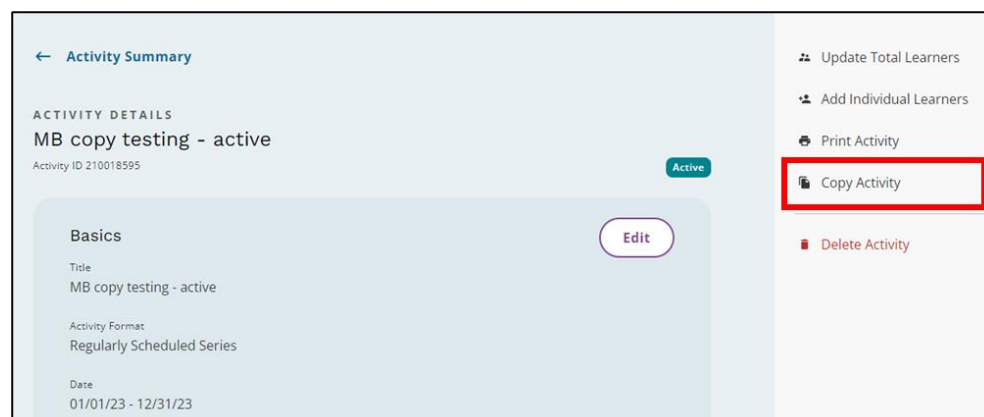 Activity Summary
ACTIVITY DETAILS
MB copy testing - active
Activity ID 210018595
Active
Basics
Edit
Title
MB copy testing - active
Activity Format
Regularly Scheduled Series
Date
01/01/23 - 12/31/23
Update Total Learners
Add Individual Learners
Print Activity
Copy Activity
Delete Activity